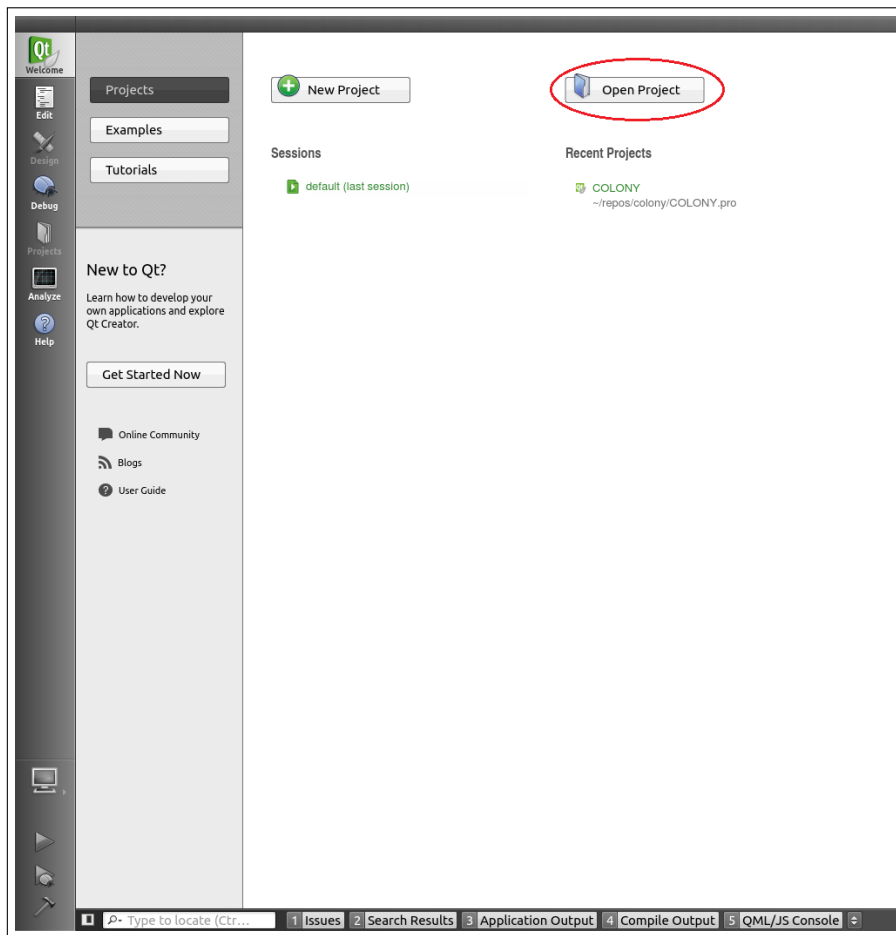 Qt
Welcome
Edit
Design
Debug
Projects
Analyze
Help
Projects
Examples
Tutorials
New to Qt?
Learn how to develop your
own applications and explore
Qt Creator.
Get Started Now
Online Community
Blogs
User Guide
New Project
Open Project
Sessions
default (last session)
Recent Projects
COLONY
~/repos/colony/COLONY.pro
Type to locate (Ctr...
1 Issues 2 Search Results 3 Application Output 4 Compile Output 5 QML/JS Console